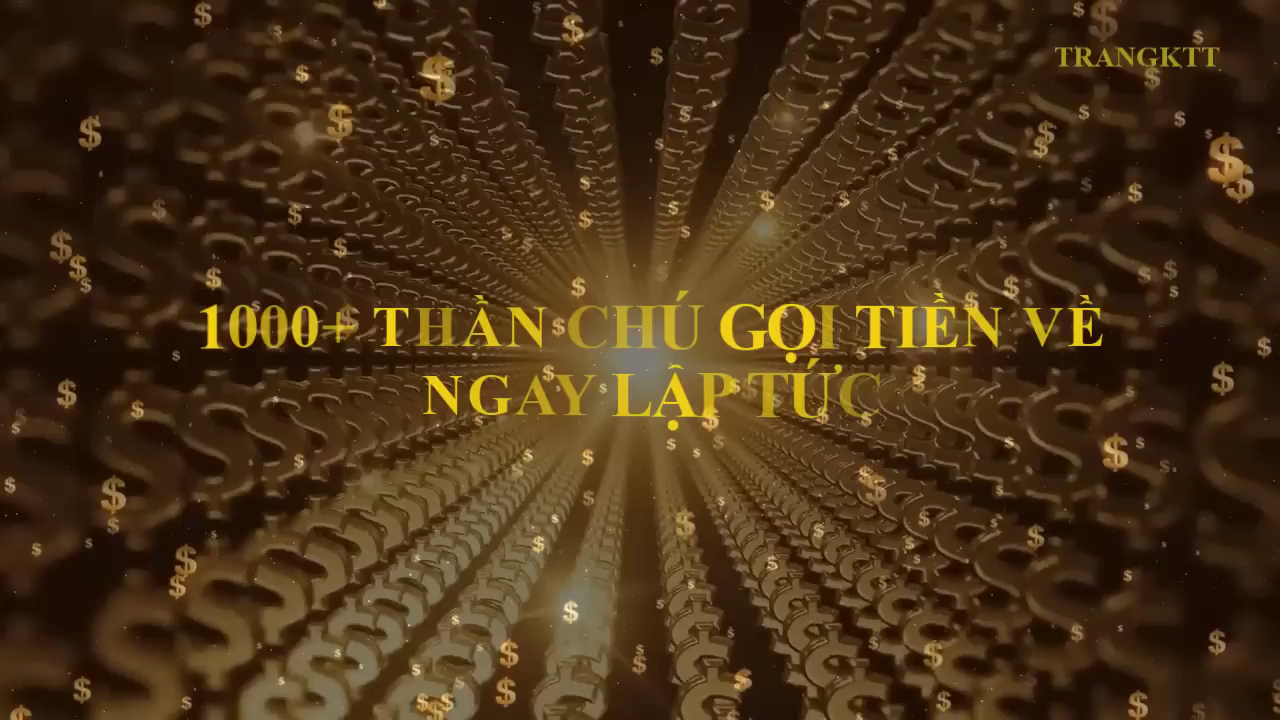 TRANGKTT
1000+ THẦN CHÚ GỌI TIỀN VỀ
NGAY LẬP TỨC